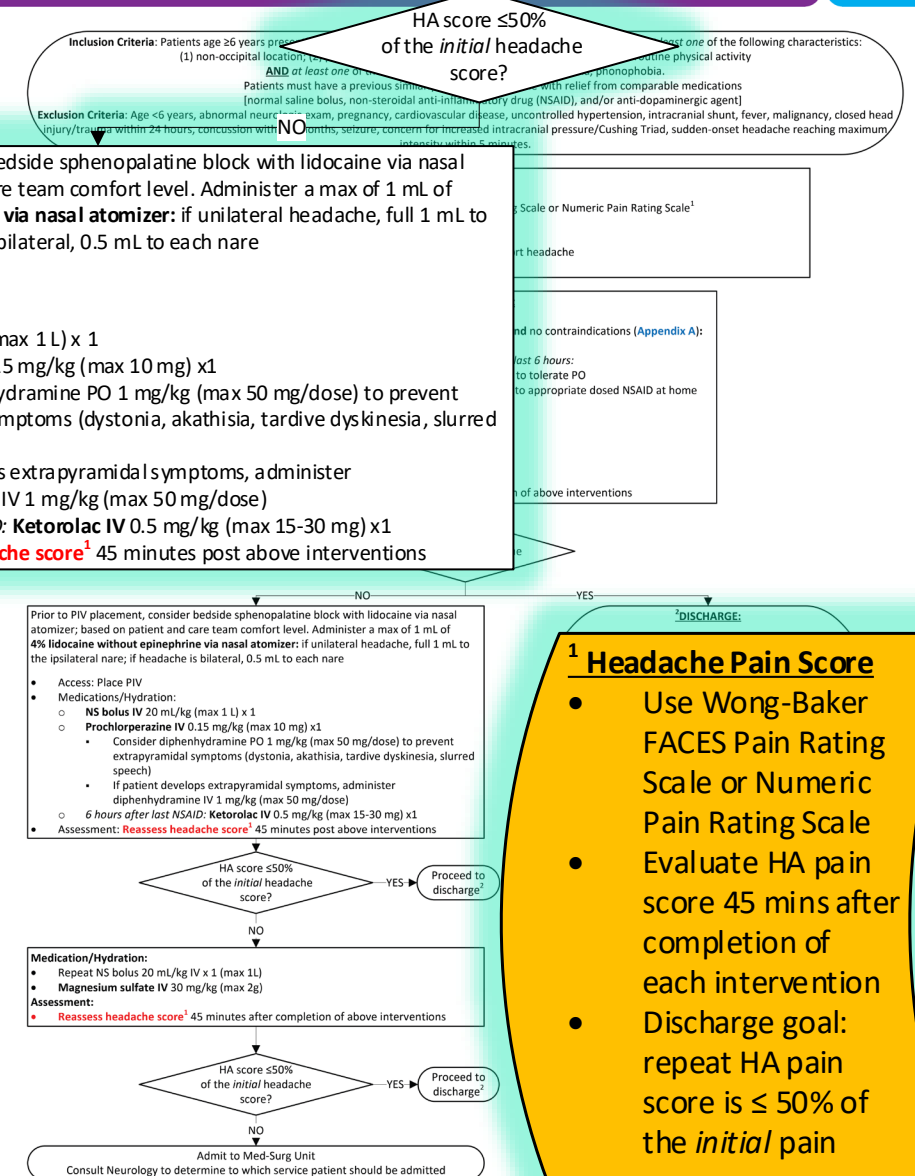 HA score ≤50%
of the initial headache
score?
Inclusion Criteria: Patients age ≥6 years
least one of the following characteristics:
(1) non-occipital location;
routine physical activity
AND at least one of
phonophobia.
Patients must have a previous
with relief from comparable medications
[normal saline bolus, non-steroidal anti-inflammatory drug (NSAID), and/or anti-dopaminergic agent]
Exclusion Criteria: Age <6 years, abnormal neurologic exam, pregnancy, cardiovascular disease, uncontrolled hypertension, intracranial shunt, fever, malignancy, closed head
injury/trauma within 24 hours, concussion with months, seizure, concern for increased intracranial pressure/Cushing Triad, sudden-onset headache reaching maximum
intensity within 5 minutes.
NO
edside sphenopalatine block with lidocaine via nasal
re team comfort level. Administer a max of 1 mL of
via nasal atomizer: if unilateral headache, full 1 mL to
bilateral, 0.5 mL to each nare
max 1 L) x 1
5 mg/kg (max 10 mg) x1
ydramine PO 1 mg/kg (max 50 mg/dose) to prevent
mptoms (dystonia, akathisia, tardive dyskinesia, slurred
s extrapyramidal symptoms, administer
IV 1 mg/kg (max 50 mg/dose)
: Ketorolac IV 0.5 mg/kg (max 15-30 mg) x1
che score1 45 minutes post above interventions
Scale or Numeric Pain Rating Scale1
rt headache
nd no contraindications (Appendix A):
last 6 hours:
to tolerate PO
to appropriate dosed NSAID at home
of above interventions
NO
YES
Prior to PIV placement, consider bedside sphenopalatine block with lidocaine via nasal
atomizer; based on patient and care team comfort level. Administer a max of 1 mL of
4% lidocaine without epinephrine via nasal atomizer: if unilateral headache, full 1 mL to
the ipsilateral nare; if headache is bilateral, 0.5 mL to each nare
• Access: Place PIV
• Medications/Hydration:
o NS bolus IV 20 mL/kg (max 1 L) x 1
o Prochlorperazine IV 0.15 mg/kg (max 10 mg) x1
▪ Consider diphenhydramine PO 1 mg/kg (max 50 mg/dose) to prevent
extrapyramidal symptoms (dystonia, akathisia, tardive dyskinesia, slurred
speech)
▪ If patient develops extrapyramidal symptoms, administer
diphenhydramine IV 1 mg/kg (max 50 mg/dose)
o 6 hours after last NSAID: Ketorolac IV 0.5 mg/kg (max 15-30 mg) x1
• Assessment: Reassess headache score1 45 minutes post above interventions
2DISCHARGE:
1 Headache Pain Score
• Use Wong-Baker
FACES Pain Rating
Scale or Numeric
Pain Rating Scale
• Evaluate HA pain
score 45 mins after
completion of
each intervention
• Discharge goal:
repeat HA pain
score is ≤ 50% of
the initial pain
HA score ≤50%
of the initial headache
score?
YES
Proceed to
discharge2
NO
Medication/Hydration:
• Repeat NS bolus 20 mL/kg IV x 1 (max 1L)
• Magnesium sulfate IV 30 mg/kg (max 2g)
Assessment:
• Reassess headache score1 45 minutes after completion of above interventions
HA score ≤50%
of the initial headache
score?
YES
Proceed to
discharge2
NO
Admit to Med-Surg Unit
Consult Neurology to determine to which service patient should be admitted